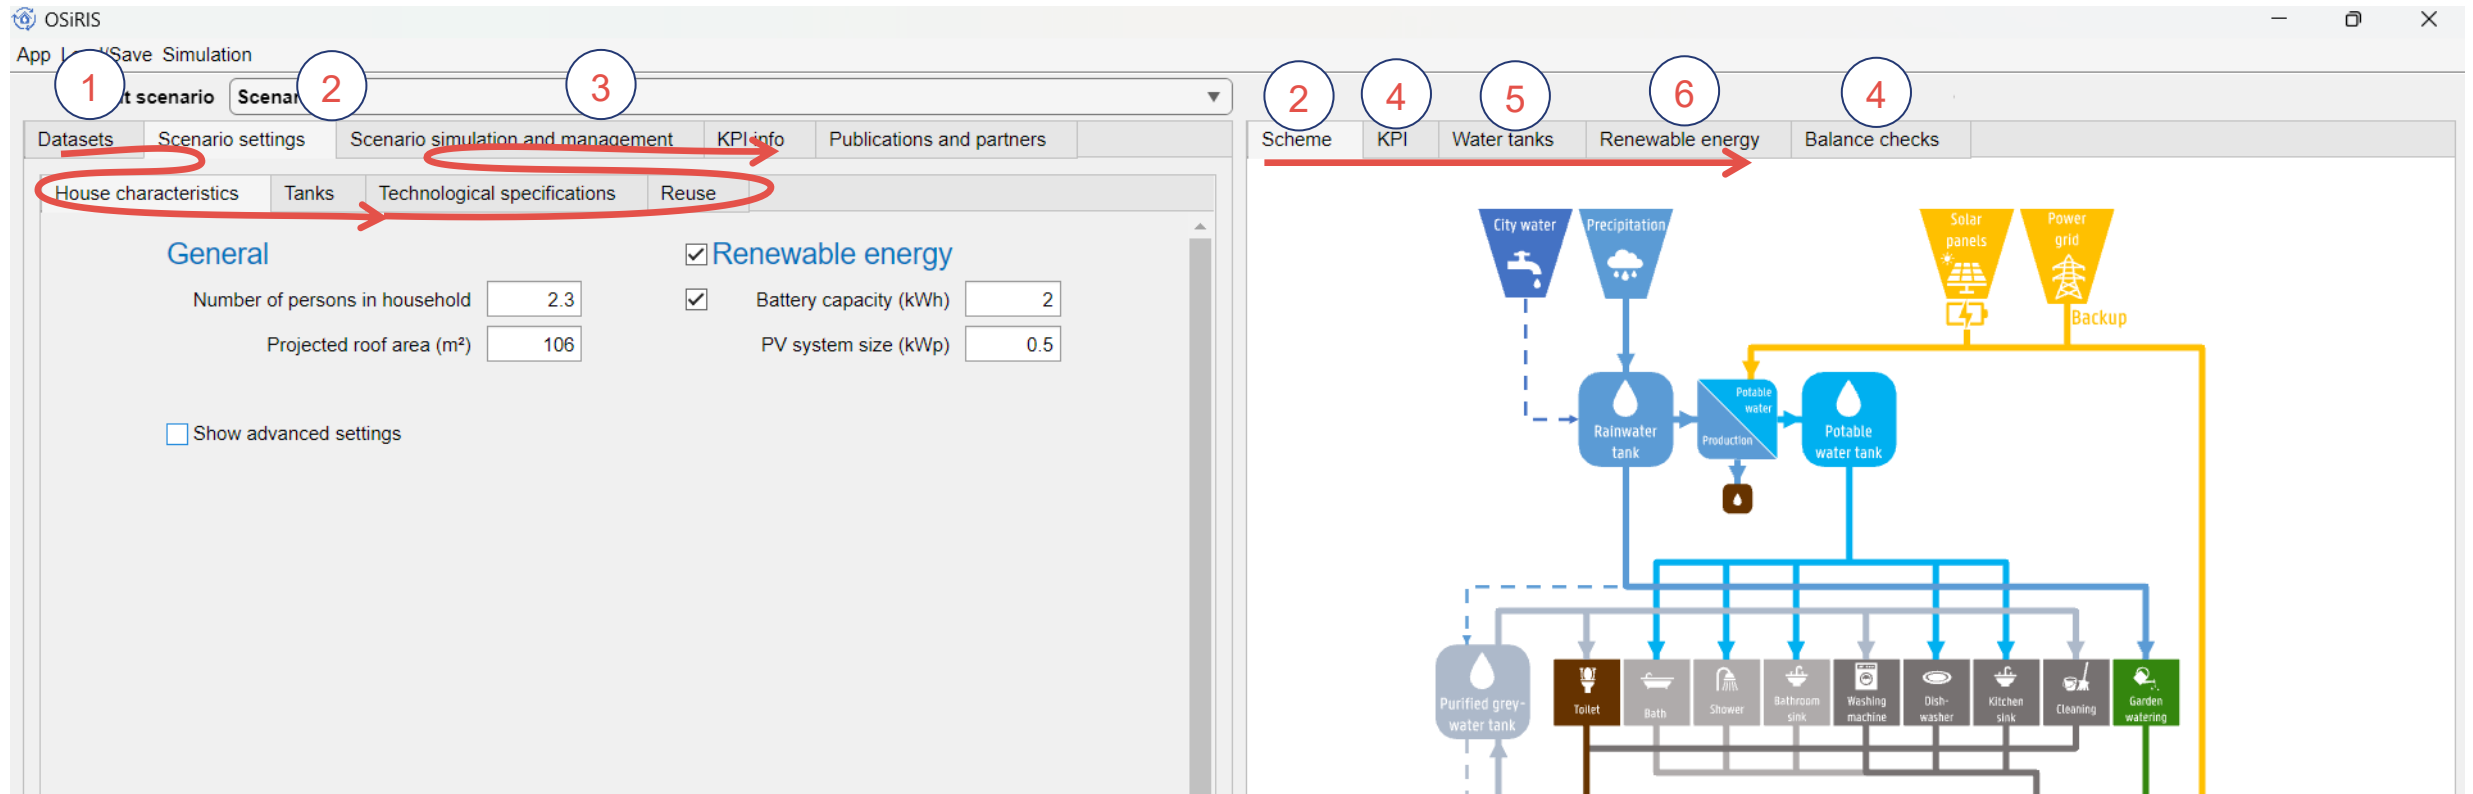 OSiRIS
App Load/Save Simulation
1 2 3 2 4 5 6 4
t scenario Scenar
Datasets Scenario settings Scenario simulation and management KPI info Publications and partners
Scheme KPI Water tanks Renewable energy Balance checks
House characteristics Tanks Technological specifications Reuse
General
Renewable energy
Number of persons in household 2.3
Battery capacity (kWh) 2
Projected roof area (m²) 106
PV system size (kWp) 0.5
Show advanced settings
City water
Precipitation
Solar
panels
Power
grid
Backup
Rainwater
tank
Potable
water
Production
Potable
water tank
Purified grey-
water tank
Toilet
Bath
Shower
Bathroom
sink
Washing
machine
Dish-
washer
Kitchen
sink
Cleaning
Garden
watering